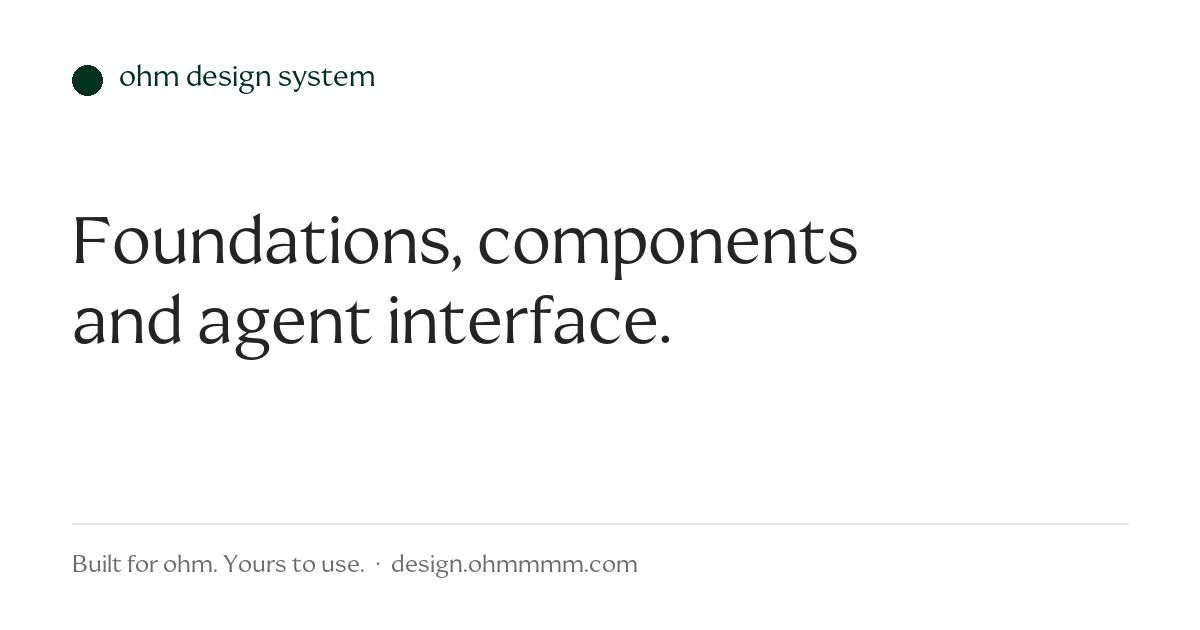 ohm design system
Foundations, components
and agent interface.
Built for ohm. Yours to use. · design.ohmmmm.com